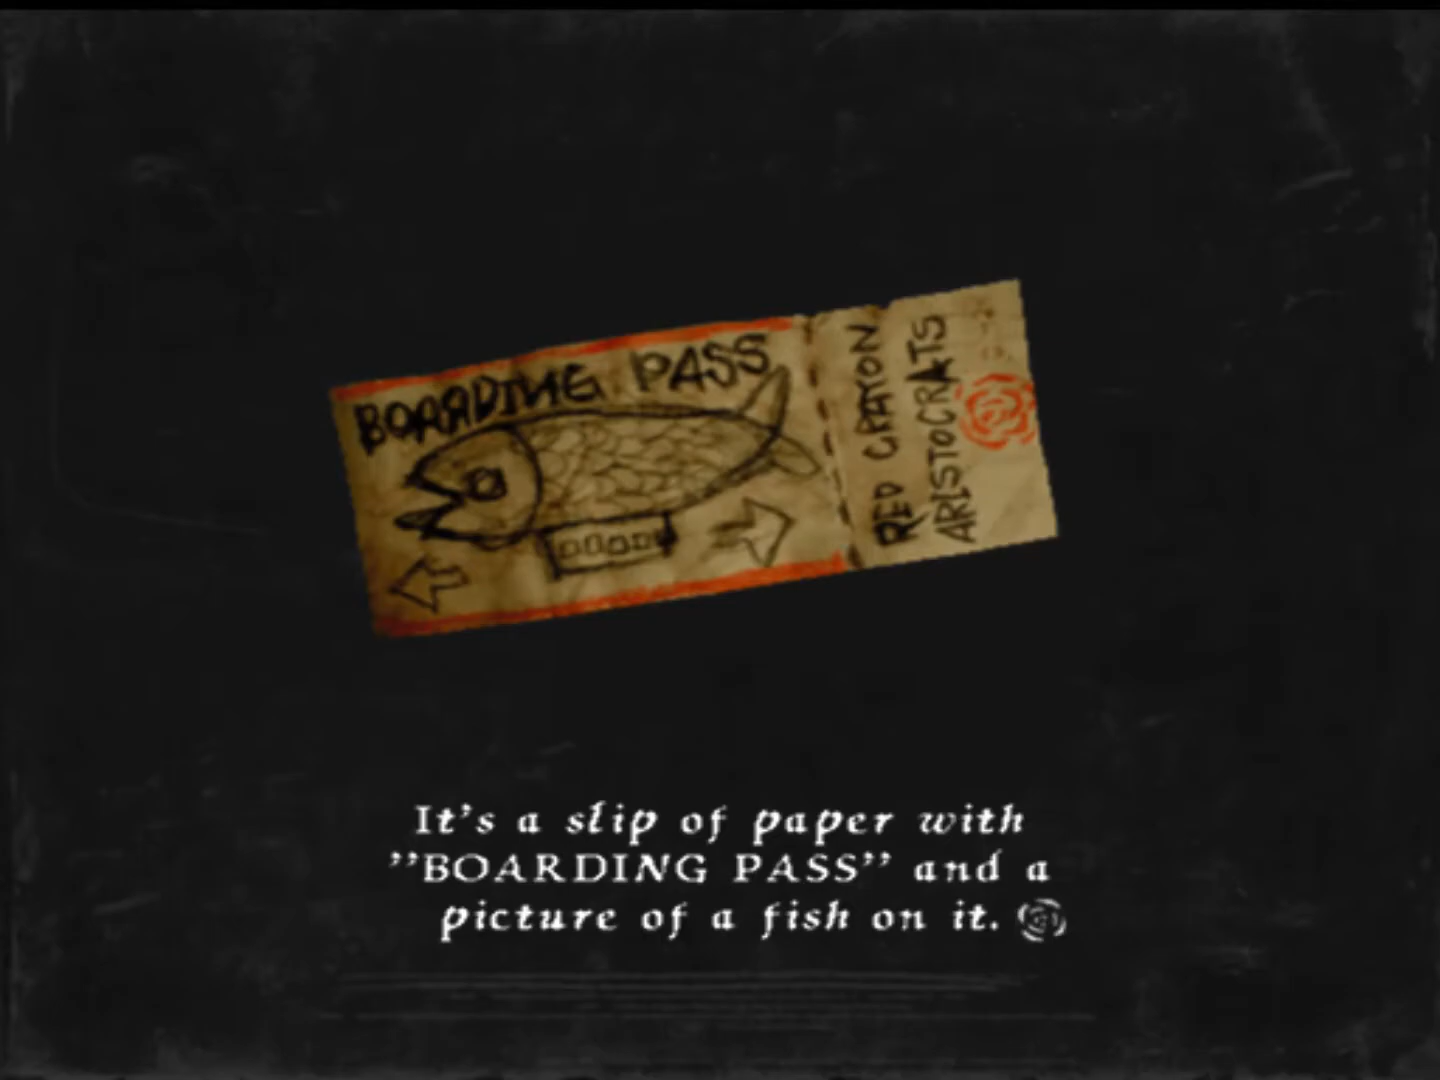 BOARDING PASS
RED CRAYON
ARISTOCRATS
It's a slip of paper with
"BOARDING PASS" and a
picture of a fish on it.